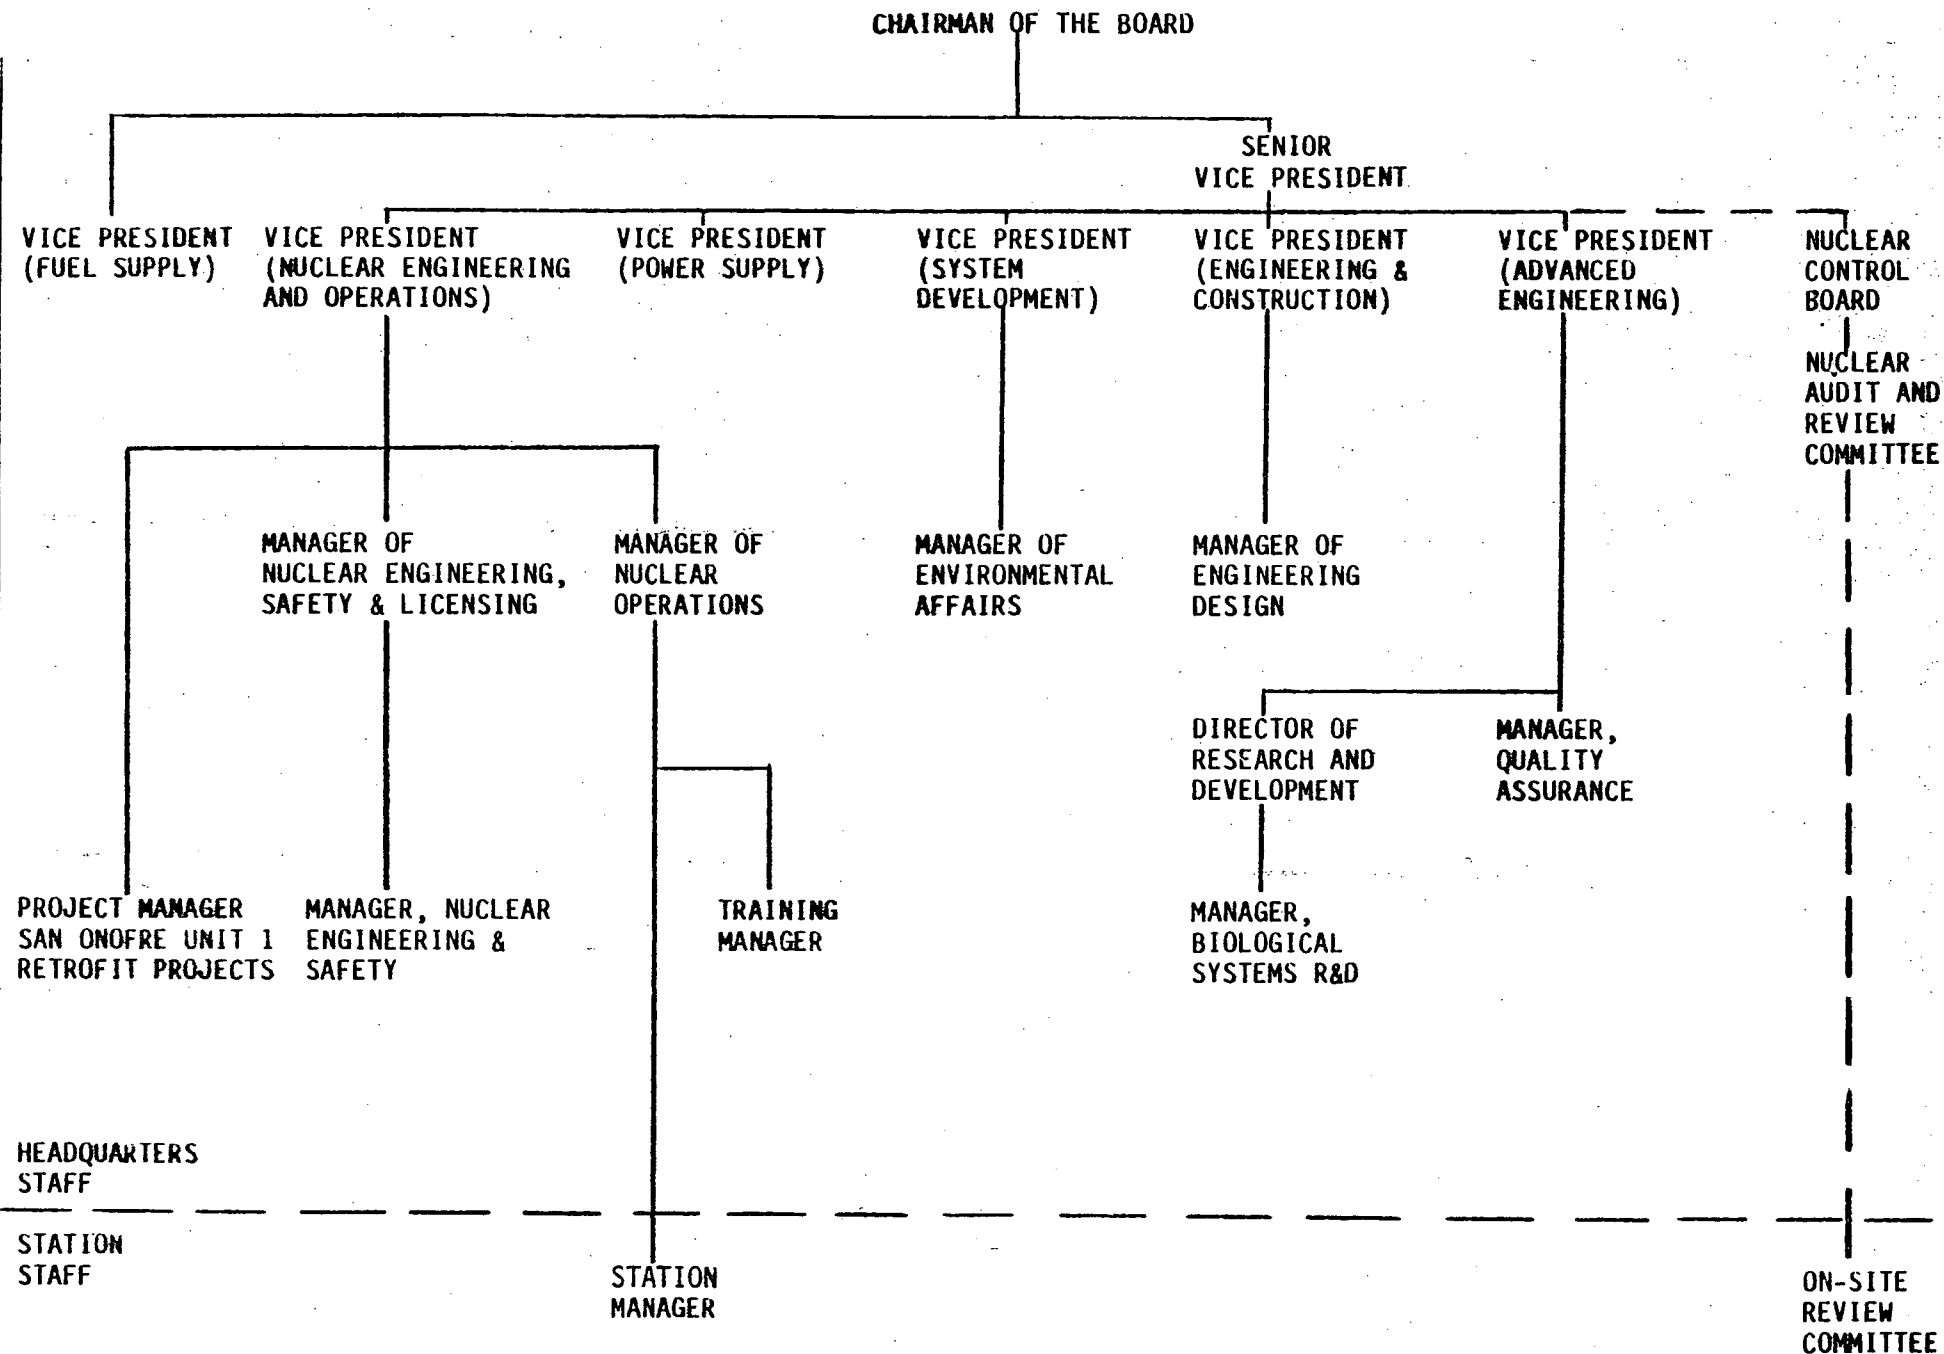 CHAIRMAN OF THE BOARD
SENIOR
VICE PRESIDENT
VICE PRESIDENT
(FUEL SUPPLY)
VICE PRESIDENT
(NUCLEAR ENGINEERING
AND OPERATIONS)
VICE PRESIDENT
(POWER SUPPLY)
VICE PRESIDENT
(SYSTEM
DEVELOPMENT)
VICE PRESIDENT
(ENGINEERING &
CONSTRUCTION)
VICE PRESIDENT
(ADVANCED
ENGINEERING)
NUCLEAR
CONTROL
BOARD
NUCLEAR
AUDIT AND
REVIEW
COMMITTEE
MANAGER OF
NUCLEAR ENGINEERING,
SAFETY & LICENSING
MANAGER OF
NUCLEAR
OPERATIONS
MANAGER OF
ENVIRONMENTAL
AFFAIRS
MANAGER OF
ENGINEERING
DESIGN
DIRECTOR OF
RESEARCH AND
DEVELOPMENT
MANAGER,
QUALITY
ASSURANCE
PROJECT MANAGER
SAN ONOFRE UNIT 1
RETROFIT PROJECTS
MANAGER, NUCLEAR
ENGINEERING &
SAFETY
TRAINING
MANAGER
MANAGER,
BIOLOGICAL
SYSTEMS R&D
HEADQUARTERS
STAFF
STATION
STAFF
STATION
MANAGER
ON-SITE
REVIEW
COMMITTEE